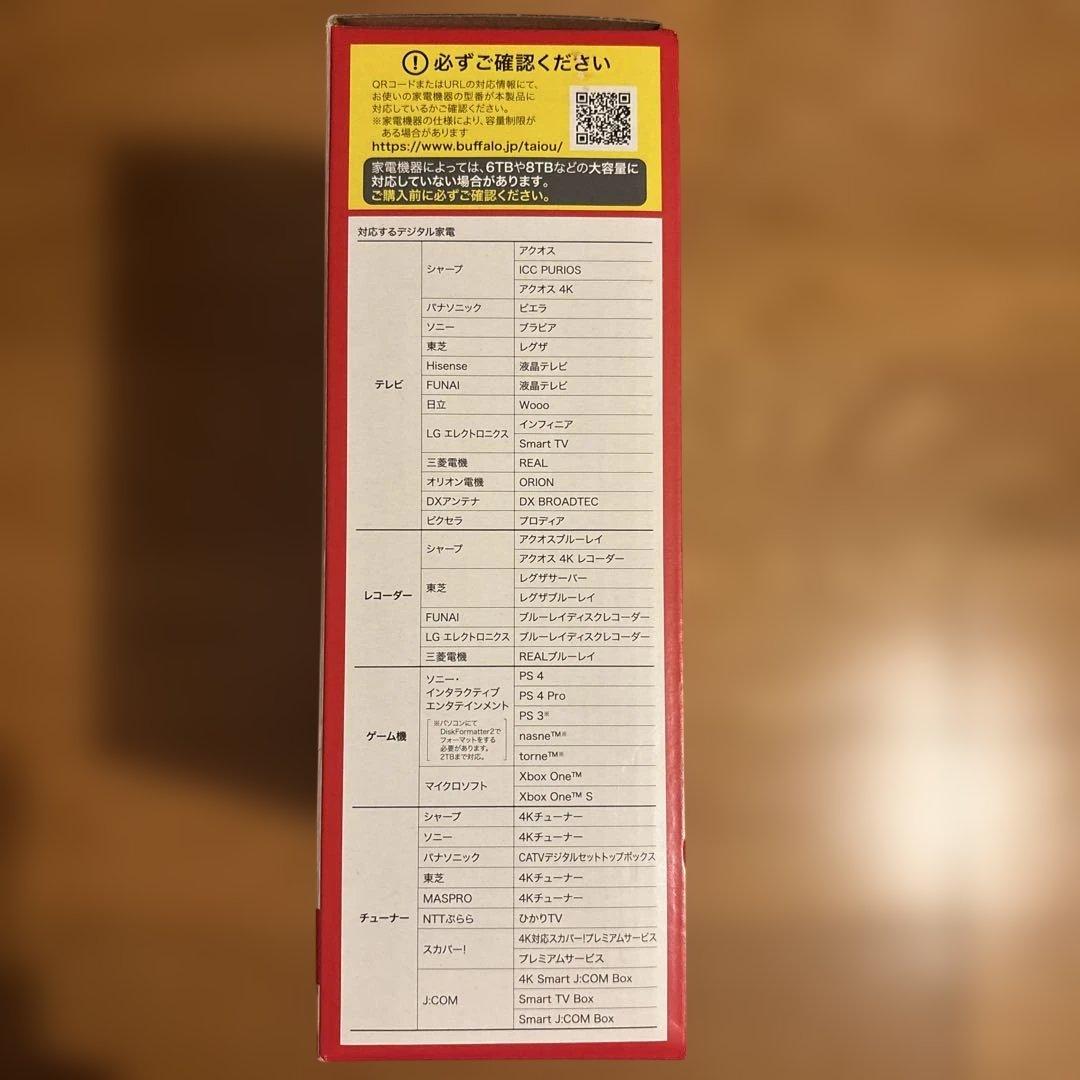 ! 必ずご確認ください
QRコードまたはURLの対応情報にて、
お使いの家電機器の型番が本製品に
対応しているかご確認ください。
※家電機器の仕様により、容量制限が
ある場合があります
https://www.buffalo.jp/taiou/
家電機器によっては、6TBや8TBなどの大容量に
対応していない場合があります。
ご購入前に必ずご確認ください。
対応するデジタル家電
テレビ
シャープ
アクオス
ICC PURIOS
アクオス 4K
パナソニック ビエラ
ソニー ブラビア
東芝 レグザ
Hisense 液晶テレビ
FUNAI 液晶テレビ
日立 Wooo
LG エレクトロニクス
インフィニア
Smart TV
三菱電機 REAL
オリオン電機 ORION
DXアンテナ DX BROADTEC
ピクセラ プロディア
レコーダー
シャープ
アクオスブルーレイ
アクオス 4K レコーダー
東芝
レグザサーバー
レグザブルーレイ
FUNAI ブルーレイディスクレコーダー
LG エレクトロニクス ブルーレイディスクレコーダー
三菱電機 REALブルーレイ
ゲーム機
ソニー・
インタラクティブ
エンタテインメント
※パソコンにて
DiskFormatter2で
フォーマットをする
必要があります。
2TBまで対応。
PS 4
PS 4 Pro
PS 3※
nasne™※
torne™※
マイクロソフト
Xbox One™
Xbox One™ S
チューナー
シャープ 4Kチューナー
ソニー 4Kチューナー
パナソニック CATVデジタルセットトップボックス
東芝 4Kチューナー
MASPRO 4Kチューナー
NTTぷらら ひかりTV
スカパー!
4K対応スカパー!プレミアムサービス
プレミアムサービス
J:COM
4K Smart J:COM Box
Smart TV Box
Smart J:COM Box